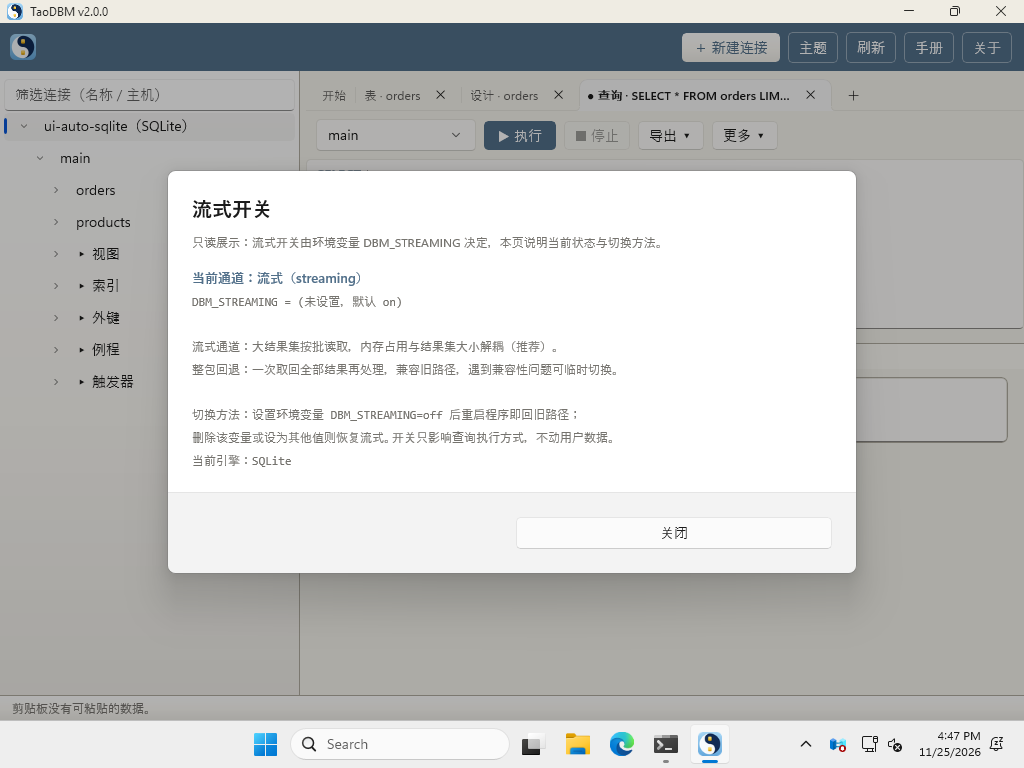 TaoDBM v2.0.0
新建连接
主题
刷新
手册
关于
筛选连接（名称 / 主机）
开始
表 · orders
设计 · orders
● 查询 · SELECT * FROM orders LIM...
ui-auto-sqlite（SQLite）
main
执行
停止
导出
更多
main
orders
products
视图
索引
外键
例程
触发器
流式开关
只读展示：流式开关由环境变量 DBM_STREAMING 决定，本页说明当前状态与切换方法。
当前通道：流式（streaming）
DBM_STREAMING = (未设置，默认 on)
流式通道：大结果集按批读取，内存占用与结果集大小解耦（推荐）。
整包回退：一次取回全部结果再处理，兼容旧路径，遇到兼容性问题可临时切换。
切换方法：设置环境变量 DBM_STREAMING=off 后重启程序即回旧路径；
删除该变量或设为其他值则恢复流式。开关只影响查询执行方式，不动用户数据。
当前引擎：SQLite
关闭
剪贴板没有可粘贴的数据。
Search
4:47 PM
11/25/2026